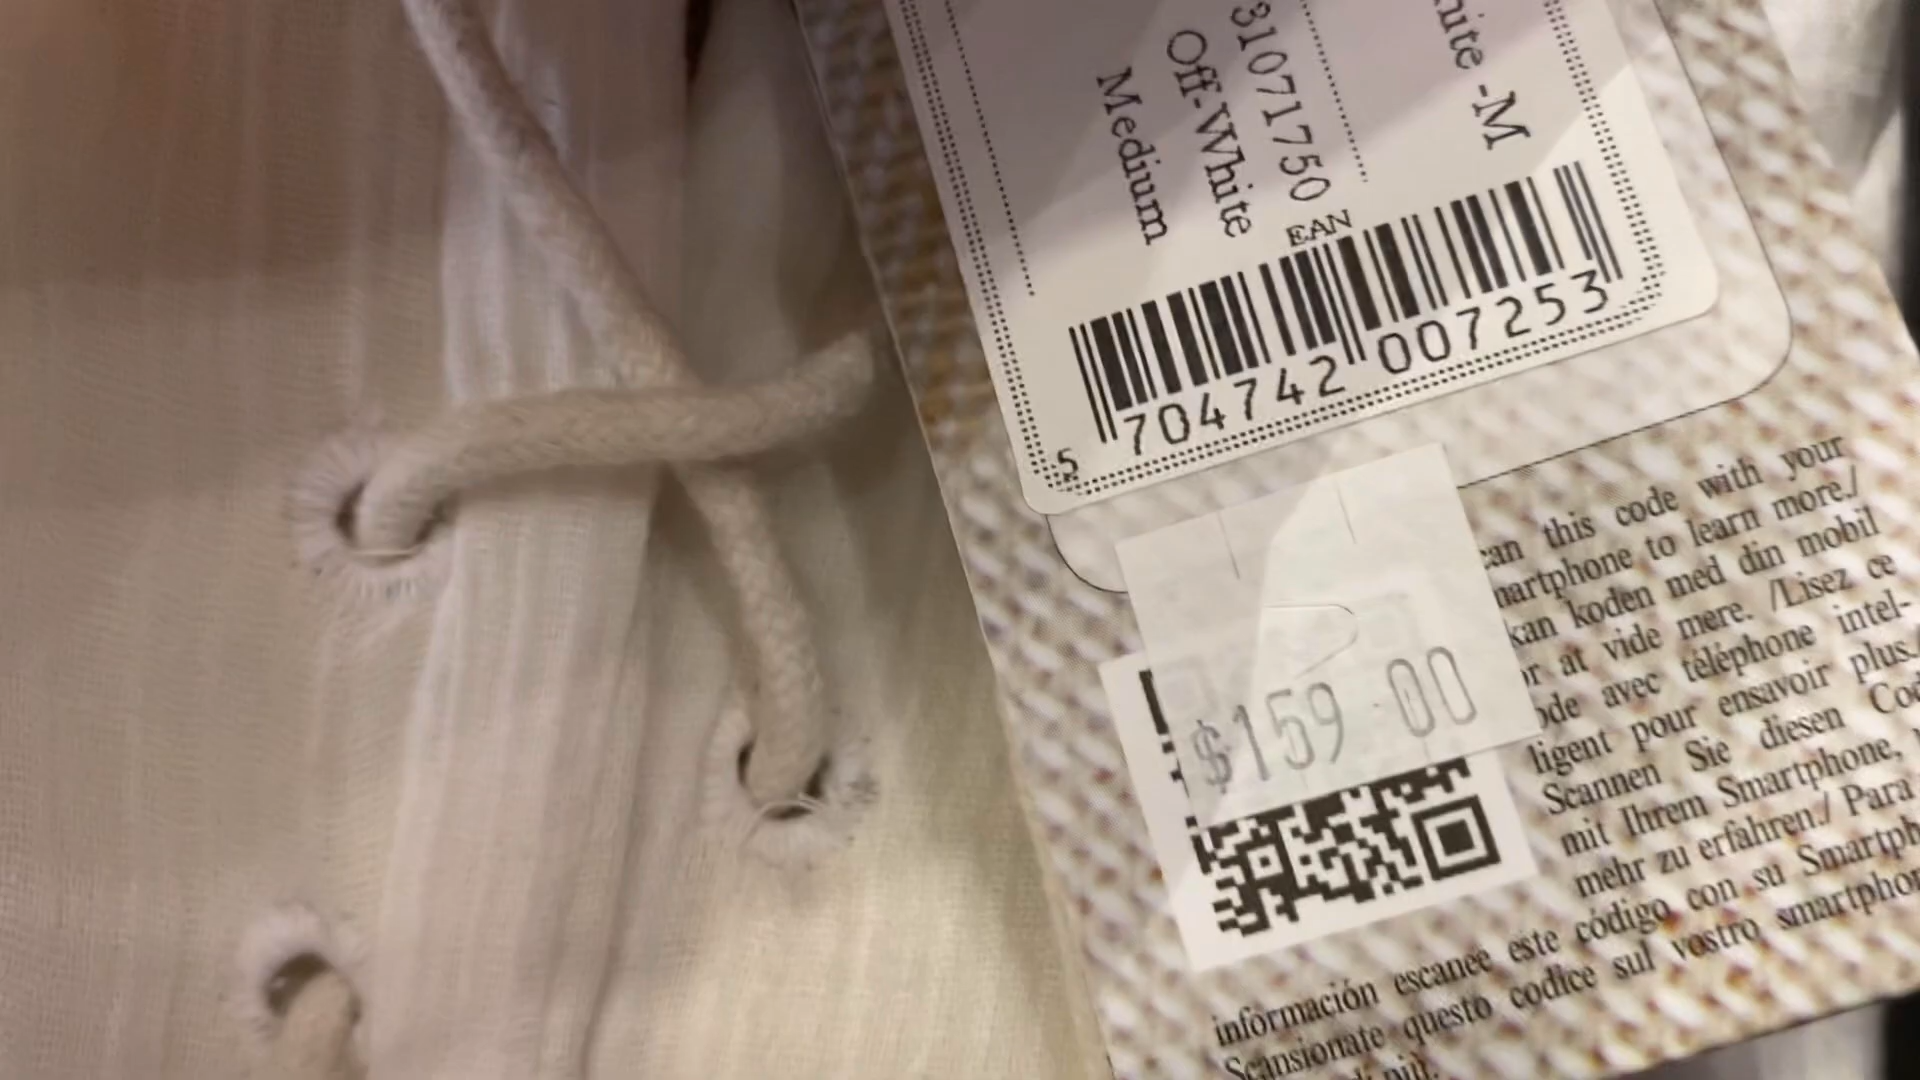 hite -M
31071750
Off-White
Medium
EAN
5 704742 007253
$159.00
can this code with your
martphone to learn more./
kan koden med din mobil
or at vide mere. /Lisez ce
ode avec téléphone intel-
ligent pour ensavoir plus./
Scannen Sie diesen Cod
mit Ihrem Smartphone,
mehr zu erfahren./ Para
información escanee este código con su Smartph
Scansionate questo codice sul vostro smartphon
di più.